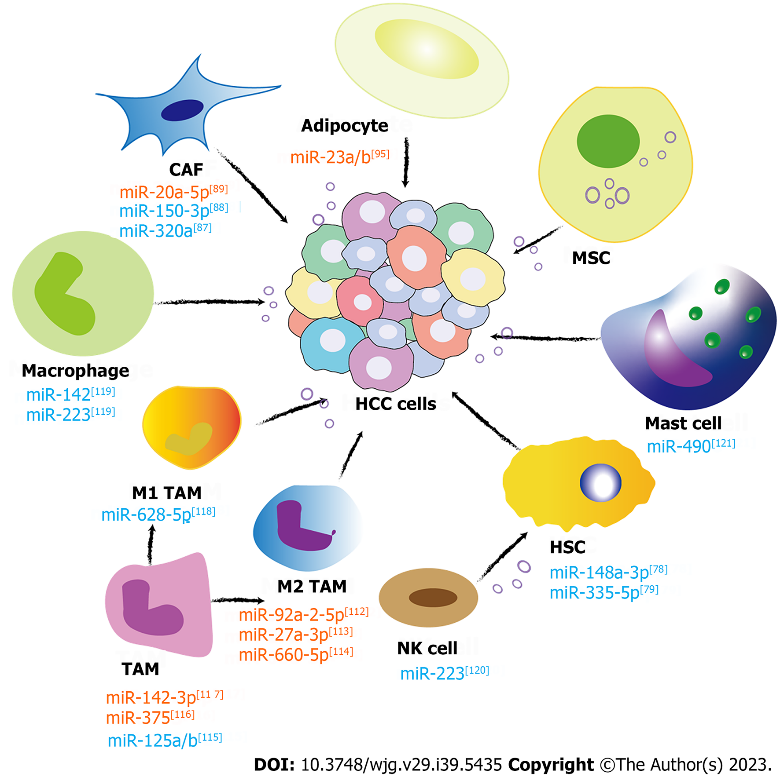 Adipocyte
miR-23a/b[95]
CAF
miR-20a-5p[89]
miR-150-3p[88]
miR-320a[87]
MSC
Macrophage
miR-142[119]
miR-223[119]
HCC cells
Mast cell
miR-490[121]
M1 TAM
miR-628-5p[118]
HSC
miR-148a-3p[78]
miR-335-5p[79]
M2 TAM
miR-92a-2-5p[112]
miR-27a-3p[113]
miR-660-5p[114]
NK cell
miR-223[120]
TAM
miR-142-3p[11 7]
miR-375[116]
miR-125a/b[115]
DOI: 10.3748/wjg.v29.i39.5435 Copyright ©The Author(s) 2023.